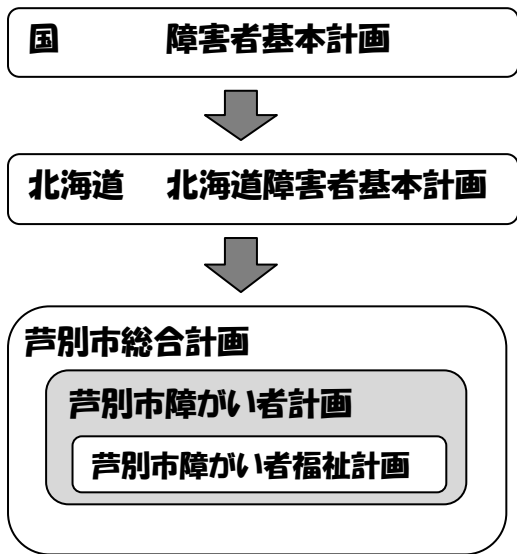 国　障害者基本計画
北海道　北海道障害者基本計画
芦別市総合計画
芦別市障がい者計画
芦別市障がい者福祉計画